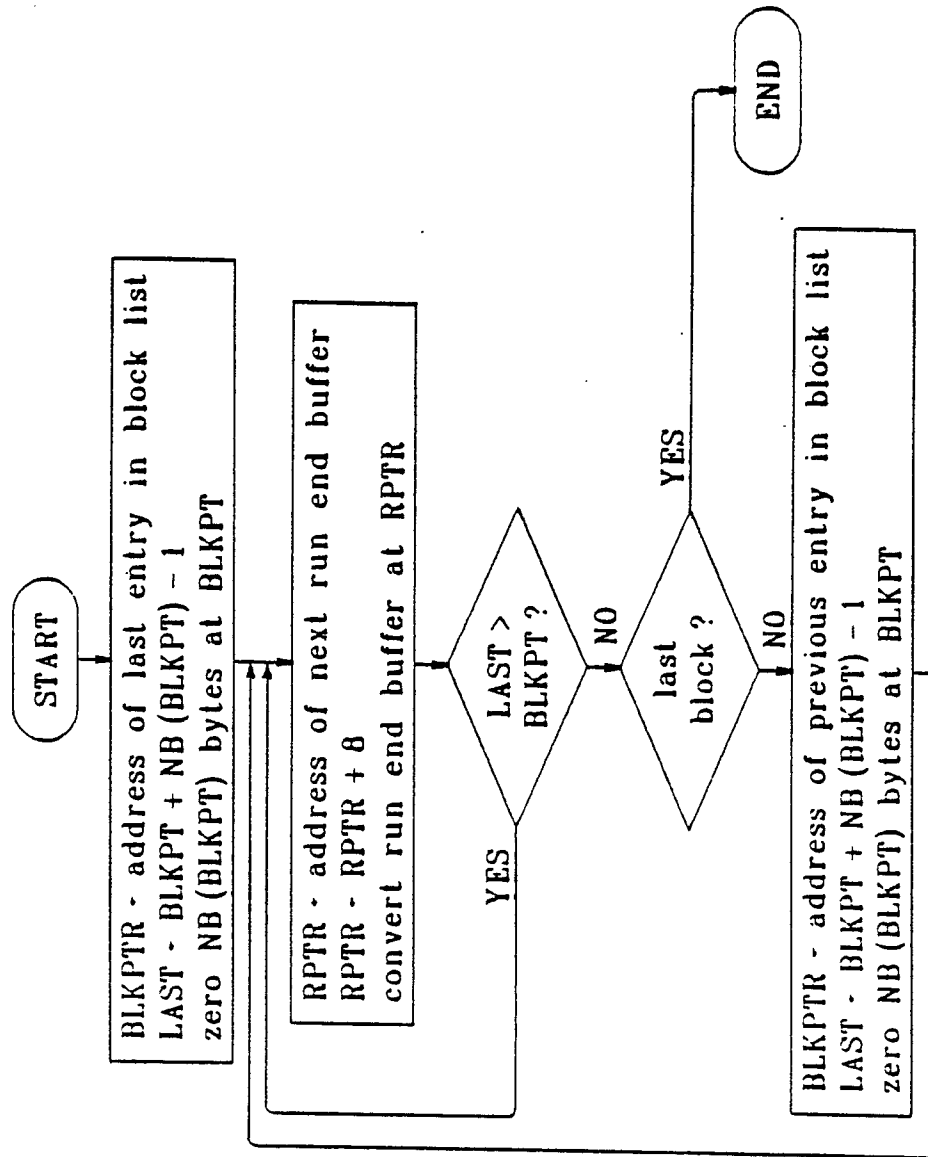 START
BLKPTR - address of last entry in block list
LAST - BLKPT + NB (BLKPT) - 1
zero NB (BLKPT) bytes at BLKPT
RPTR - address of next run end buffer
RPTR - RPTR + 8
convert run end buffer at RPTR
LAST >
BLKPT ?
YES
NO
last
block ?
YES
END
NO
BLKPTR - address of previous entry in block list
LAST - BLKPT + NB (BLKPT) - 1
zero NB (BLKPT) bytes at BLKPT